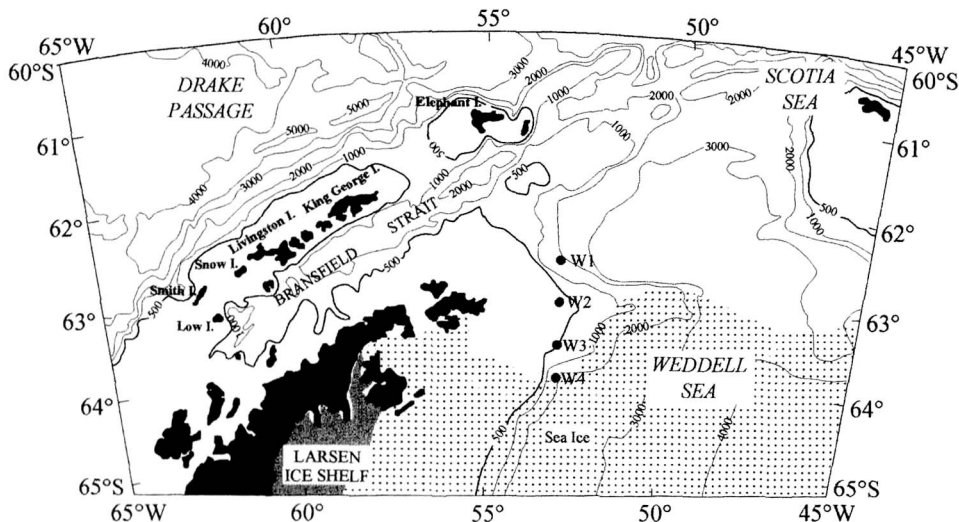 60°
55°
50°
65°W
45°W
60°S
60°S
DRAKE
PASSAGE
SCOTIA
SEA
4000
3000
2000
1000
2000
2000
5000
Elephant I.
5000
500
1000
3000
61°
61°
1000
2000
3000
4000
1000
2000
500
2000
1000
500
King George I.
Livingston I.
STRAIT
BRANSFIELD
62°
62°
Snow I.
500
W1
Smith I.
500
W2
Low I.
1000
1000
2000
63°
63°
W3
WEDDELL
SEA
W4
64°
64°
500
Sea Ice
3000
4000
LARSEN
ICE SHELF
65°S
65°S
65°W
60°
55°
50°
45°W